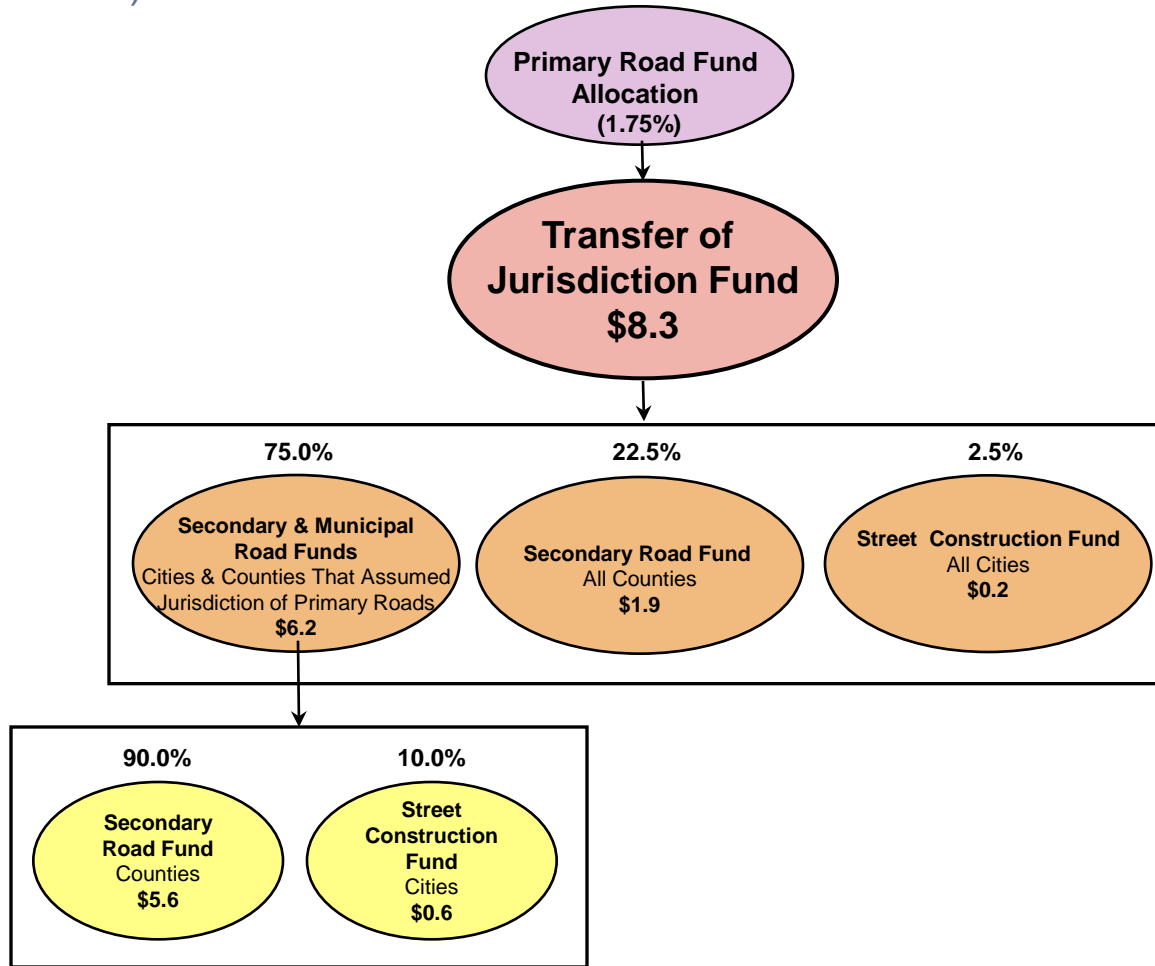 Primary Road Fund
Allocation
(1.75%)
Transfer of
Jurisdiction Fund
$8.3
75.0%
22.5%
2.5%
Secondary & Municipal
Road Funds
Cities & Counties That Assumed
Jurisdiction of Primary Roads
$6.2
Secondary Road Fund
All Counties
$1.9
Street Construction Fund
All Cities
$0.2
90.0%
10.0%
Secondary
Road Fund
Counties
$5.6
Street
Construction
Fund
Cities
$0.6